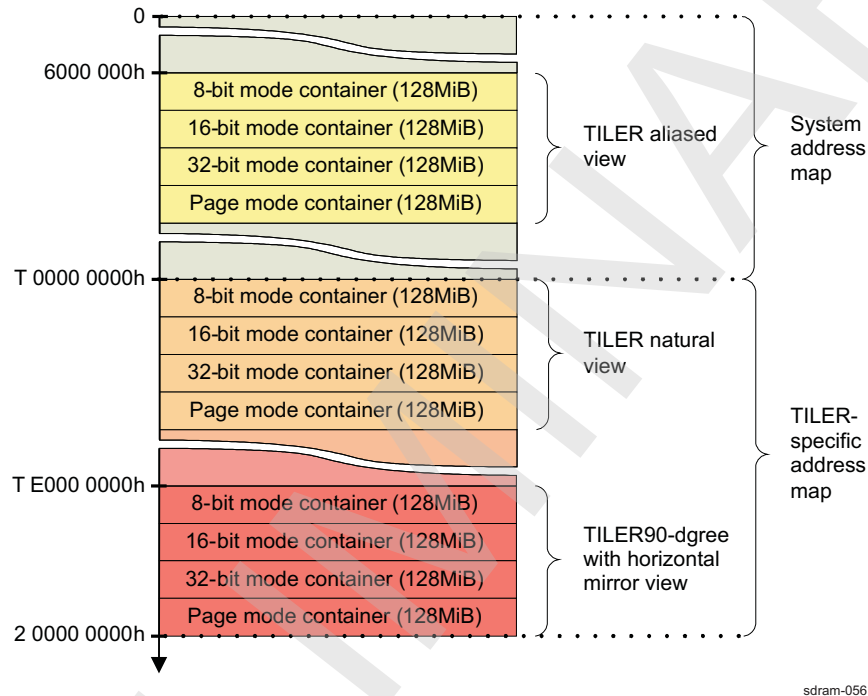 0
6000 000h
8-bit mode container (128MiB)
16-bit mode container (128MiB)
32-bit mode container (128MiB)
Page mode container (128MiB)
TILER aliased
view
System
address
map
T 0000 0000h
8-bit mode container (128MiB)
16-bit mode container (128MiB)
32-bit mode container (128MiB)
Page mode container (128MiB)
TILER natural
view
TILER-
specific
address
map
T E000 0000h
8-bit mode container (128MiB)
16-bit mode container (128MiB)
32-bit mode container (128MiB)
Page mode container (128MiB)
TILER90-dgree
with horizontal
mirror view
2 0000 0000h
sdram-056